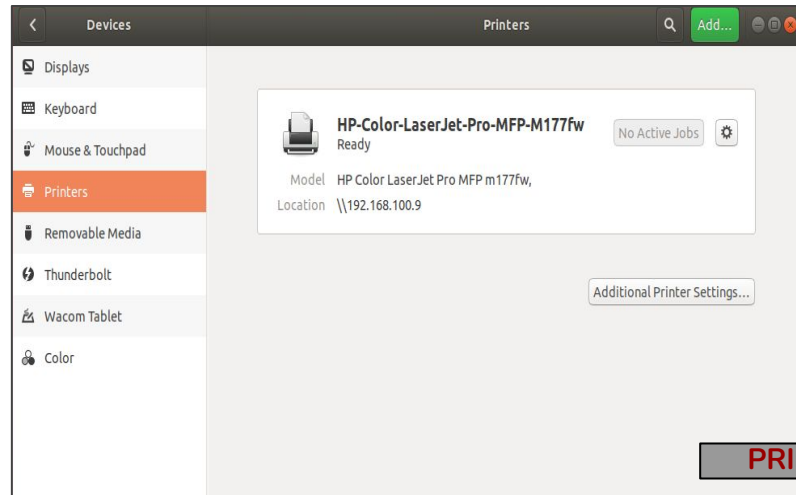 Devices
Printers
Add...
Displays
Keyboard
Mouse & Touchpad
Printers
Removable Media
Thunderbolt
Wacom Tablet
Color
HP-Color-LaserJet-Pro-MFP-M177fw
Ready
No Active Jobs
Model HP Color LaserJet Pro MFP m177fw,
Location \\192.168.100.9
Additional Printer Settings...
PRI